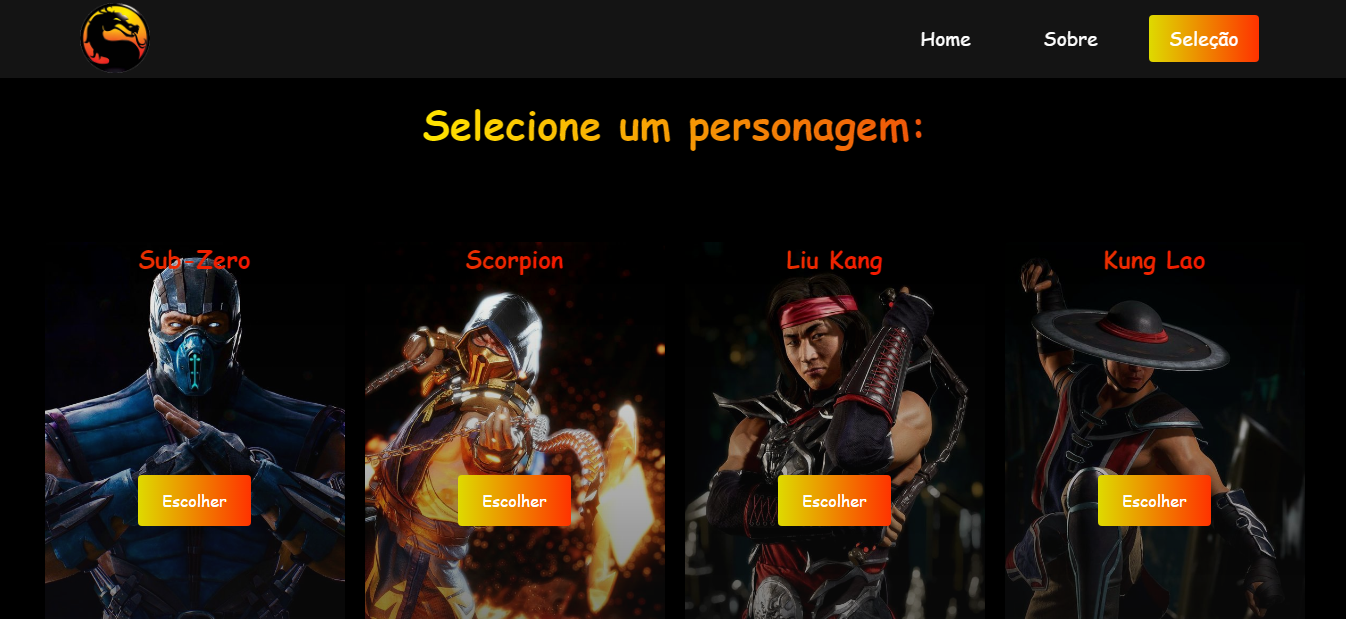 Home Sobre Seleção
Selecione um personagem:
Sub-Zero Scorpion Liu Kang Kung Lao
Escolher Escolher Escolher Escolher